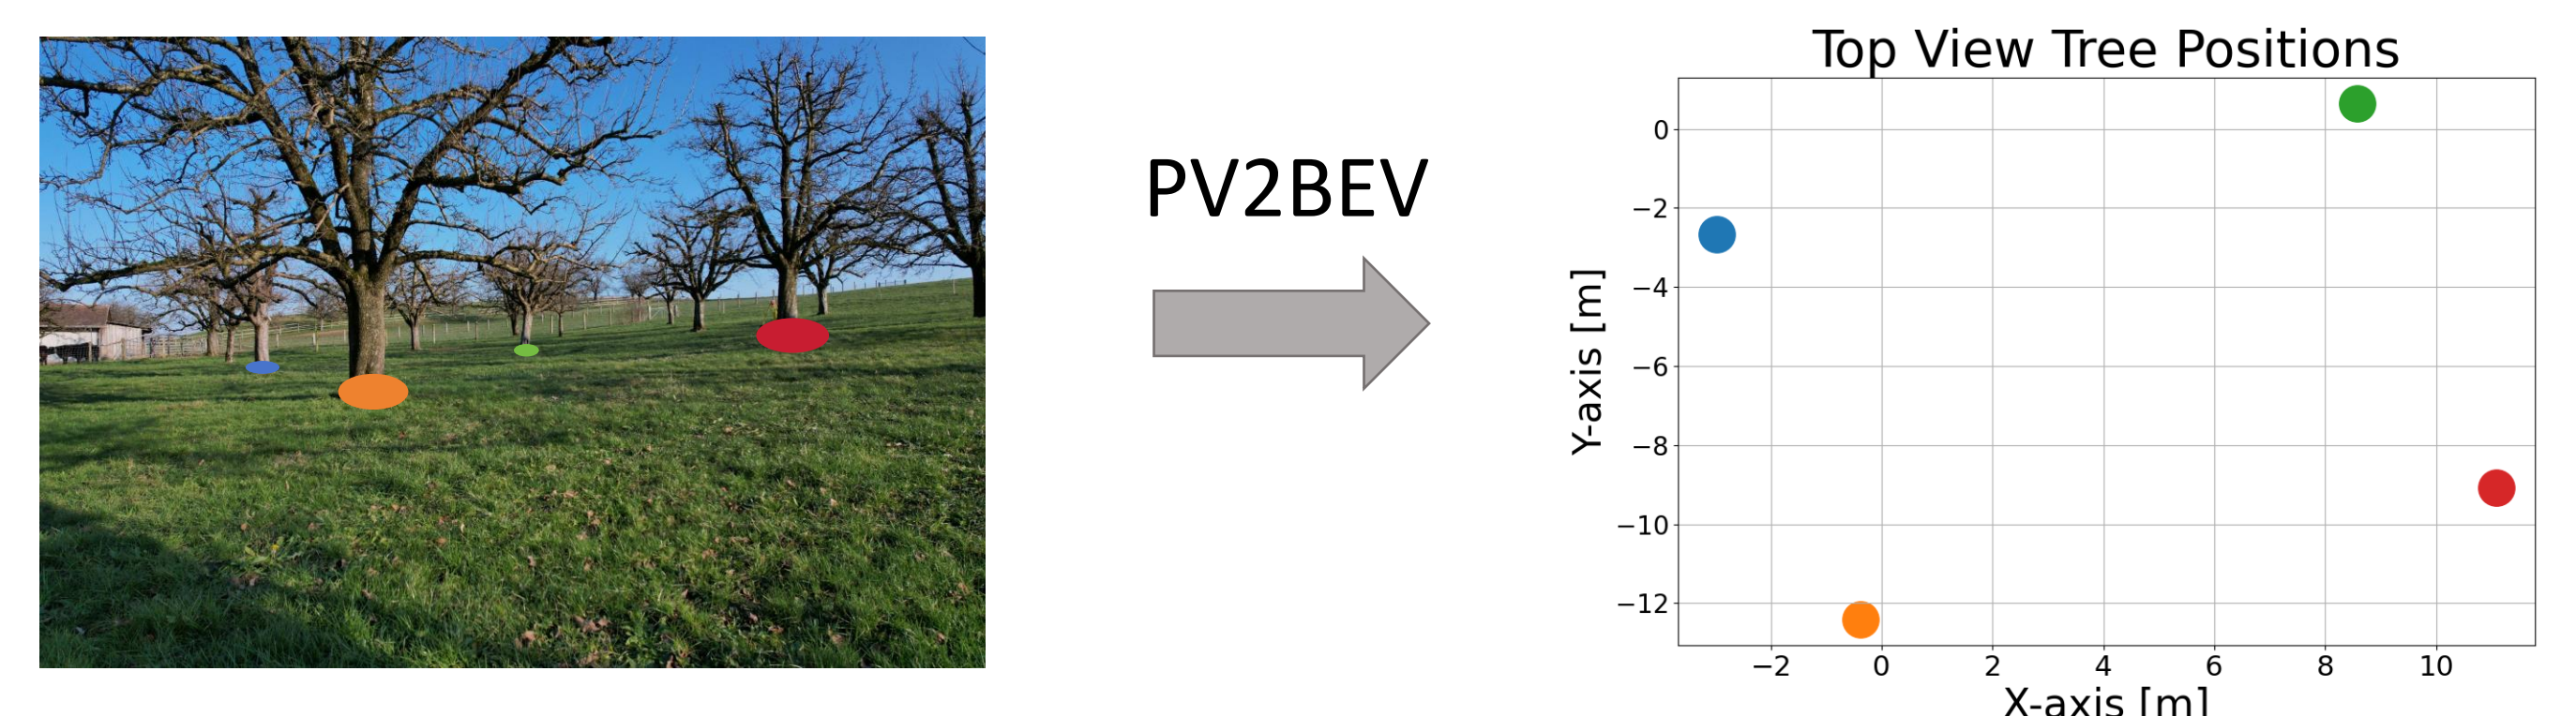 PV2BEV
Top View Tree Positions
0
−2
−4
−6
−8
−10
−12
Y-axis [m]
−2 0 2 4 6 8 10
X-axis [m]